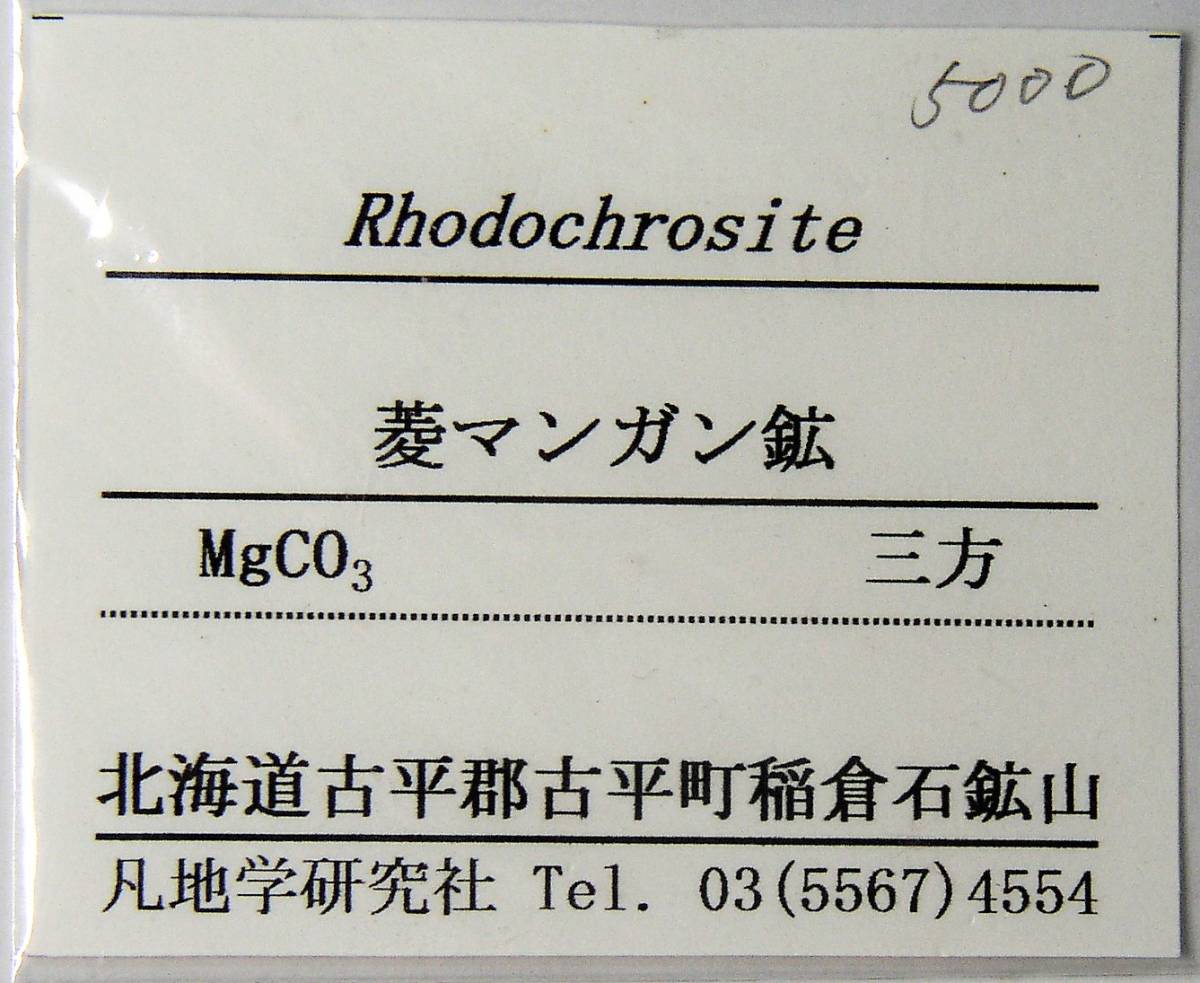 5000
Rhodochrosite
菱マンガン鉱
MgCO₃ 三方
北海道古平郡古平町稲倉石鉱山
凡地学研究社 Tel. 03(5567)4554